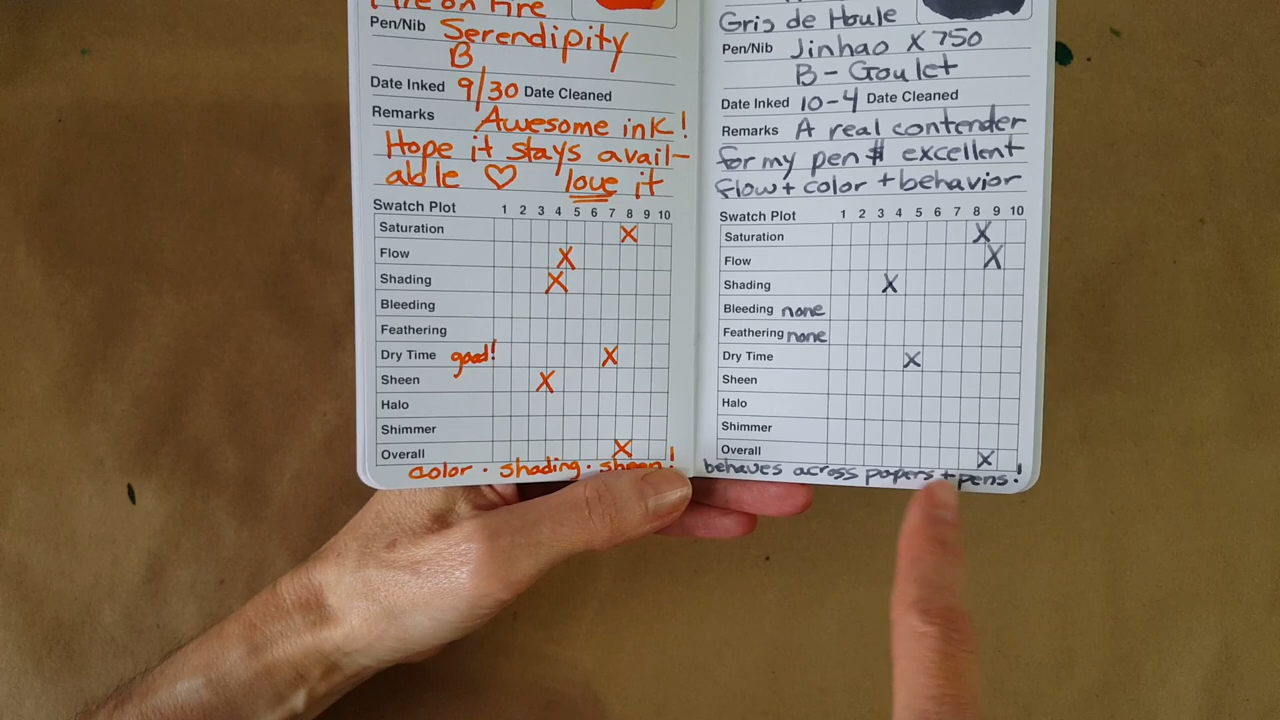 Fire on Fire
Pen/Nib Serendipity
B
Date Inked 9/30 Date Cleaned
Remarks Awesome ink!
Hope it stays avail-
able ♡ love it
Swatch Plot 1 2 3 4 5 6 7 8 9 10
Saturation X
Flow X
Shading X
Bleeding
Feathering
Dry Time good! X
Sheen X
Halo
Shimmer
Overall X
color · shading · sheen!
Gris de Houle
Pen/Nib Jinhao X750
B - Goulet
Date Inked 10-4 Date Cleaned
Remarks A real contender
for my pen # excellent
flow + color + behavior
Swatch Plot 1 2 3 4 5 6 7 8 9 10
Saturation X
Flow X
Shading X
Bleeding none
Feathering none
Dry Time X
Sheen
Halo
Shimmer
Overall X
behaves across papers + pens!